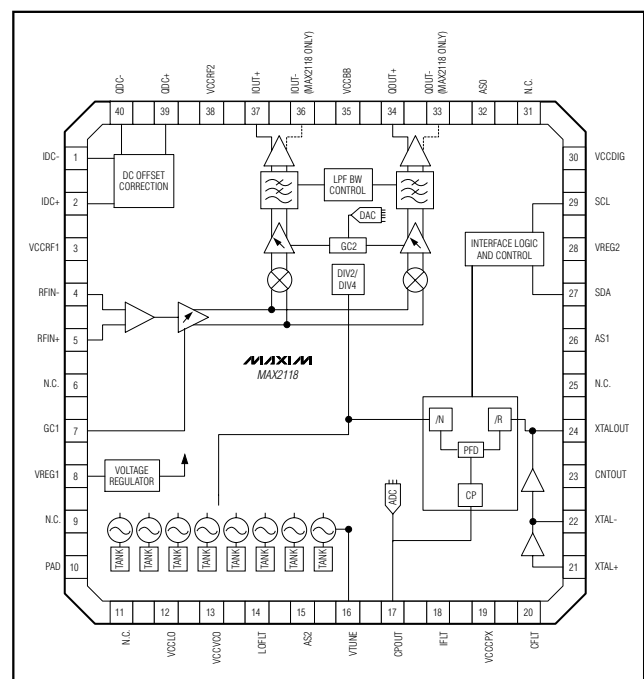 QDC-
QDC+
VCCRF2
IOUT+
IOUT- (MAX2118 ONLY)
VCCBB
QOUT+
QOUT- (MAX2118 ONLY)
AS0
N.C.
40
39
38
37
36
35
34
33
32
31
IDC-
1
IDC+
2
VCCRF1
3
RFIN-
4
RFIN+
5
N.C.
6
GC1
7
VREG1
8
N.C.
9
PAD
10
DC OFFSET
CORRECTION
LPF BW
CONTROL
DAC
GC2
DIV2/
DIV4
INTERFACE LOGIC
AND CONTROL
MAXIM
MAX2118
VOLTAGE
REGULATOR
/N
/R
PFD
CP
ADC
TANK
TANK
TANK
TANK
TANK
TANK
TANK
TANK
30
VCCDIG
29
SCL
28
VREG2
27
SDA
26
AS1
25
N.C.
24
XTALOUT
23
CNTOUT
22
XTAL-
21
XTAL+
11
12
13
14
15
16
17
18
19
20
N.C.
VCCLO
VCCVCO
LOFLT
AS2
VTUNE
CPOUT
IFLT
VCCCPX
CFLT